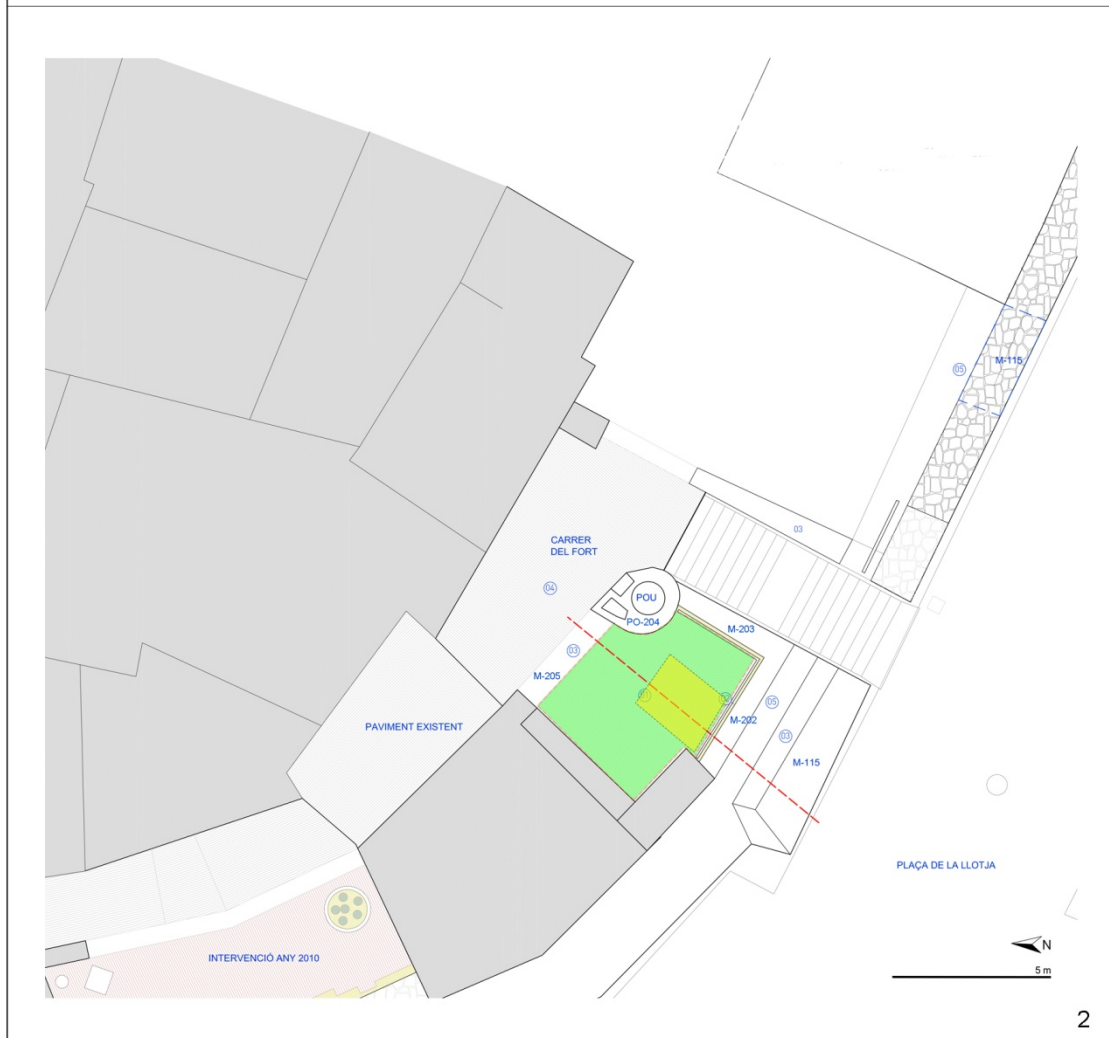 M-115
05
03
CARRER
DEL FORT
04
POU
PO-204
M-203
03
M-205
05
M-202
03
M-115
PAVIMENT EXISTENT
PLAÇA DE LA LLOTJA
INTERVENCIÓ ANY 2010
N
5 m
2